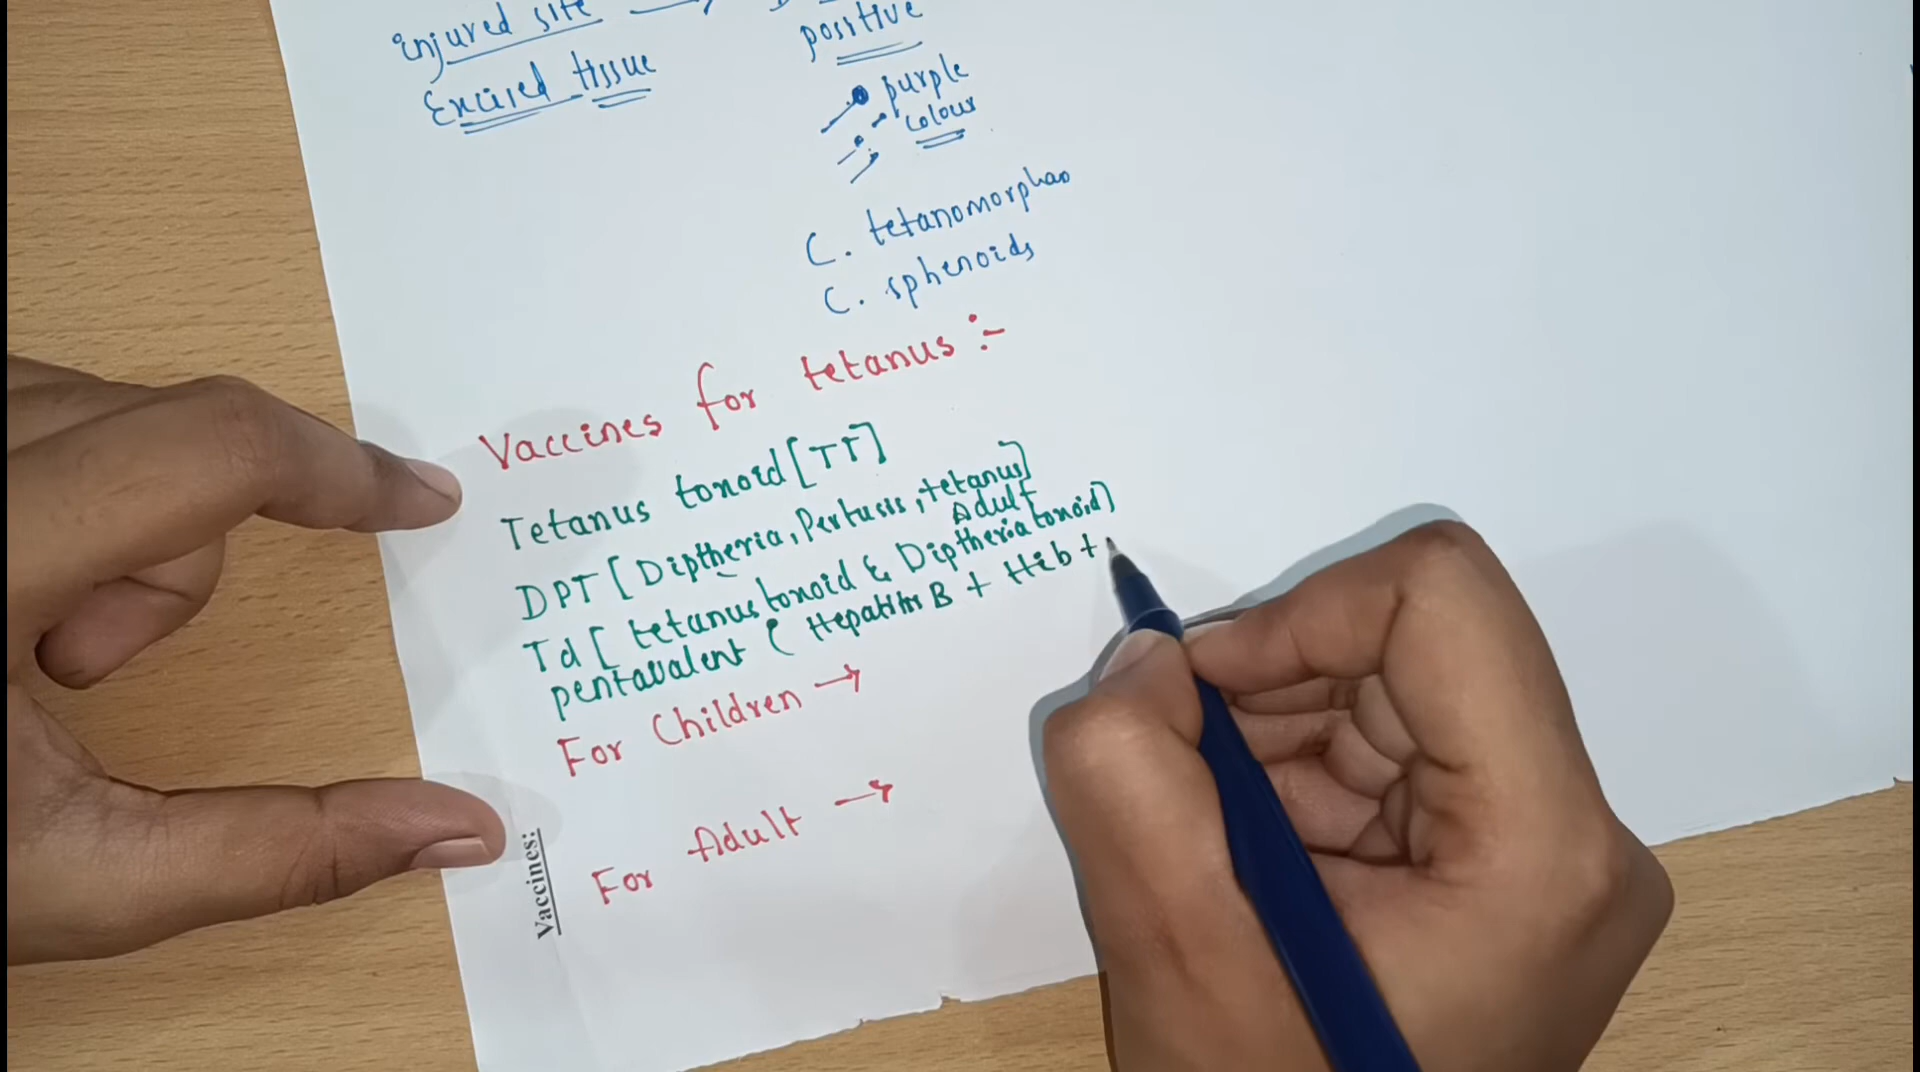 injured site
Excised tissue
positive
purple
colour
C. tetanomorphao
C. sphenoids
Vaccines for tetanus :-
Tetanus toxoid [TT]
DPT [Diptheria, Pertusis, tetanus]
Adult
Td [ tetanus toxoid & Diptheria toxoid)
pentavalent ( Hepatitis B + Hib +
For Children →
For Adult →
Vaccines: